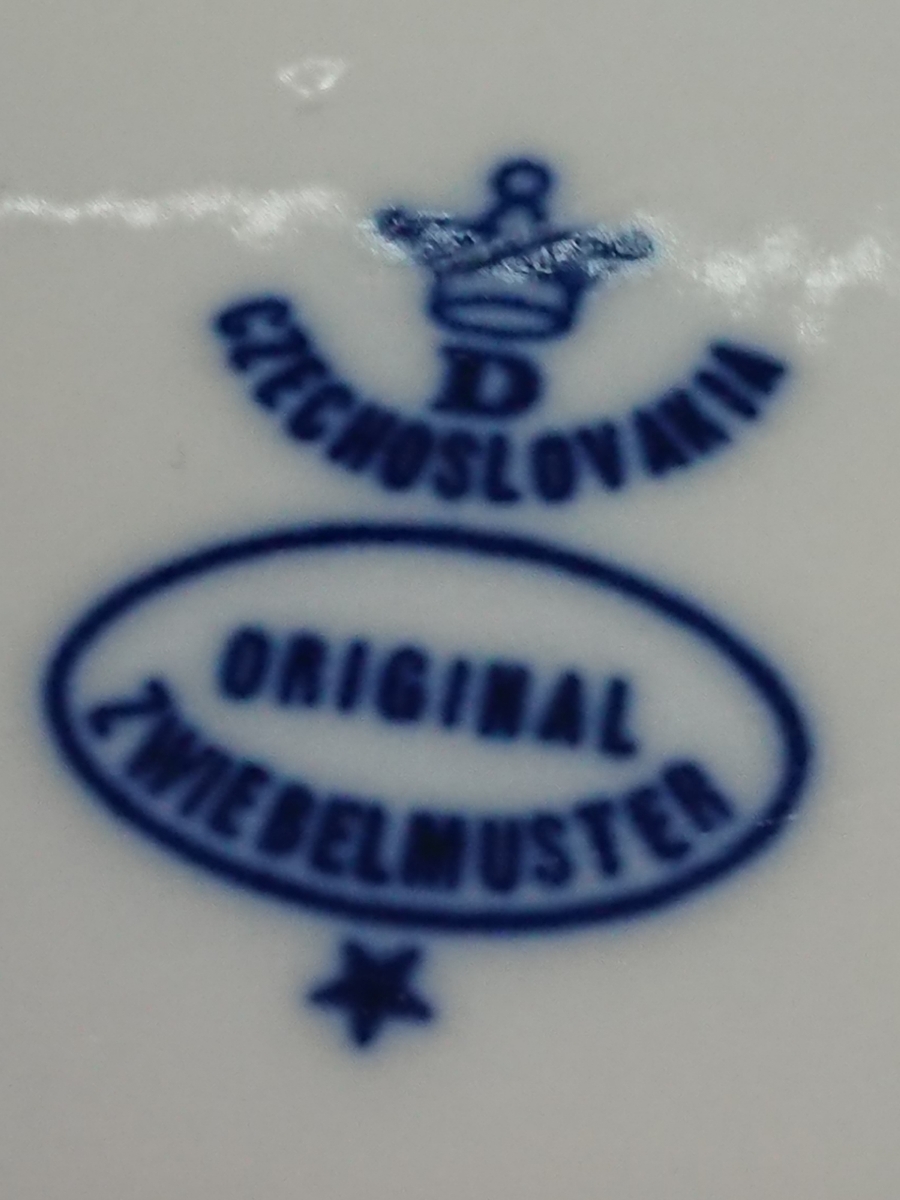 D
CZECHOSLOVAKIA
ORIGINAL
ZWIEBELMUSTER